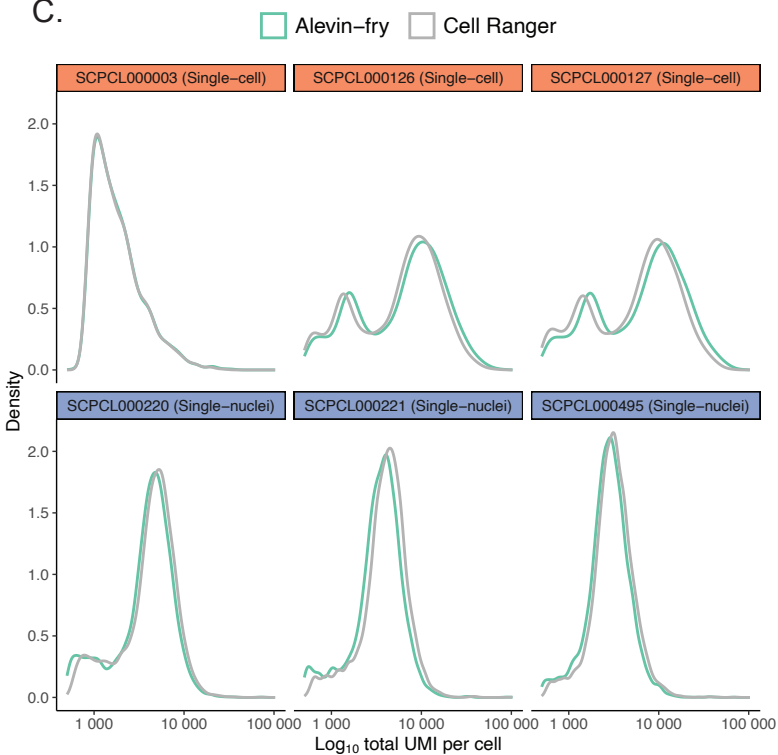 C.
Alevin−fry Cell Ranger
SCPCL000003 (Single−cell) SCPCL000126 (Single−cell) SCPCL000127 (Single−cell)
2.0
1.5
1.0
0.5
0.0
Density
SCPCL000220 (Single−nuclei) SCPCL000221 (Single−nuclei) SCPCL000495 (Single−nuclei)
2.0
1.5
1.0
0.5
0.0
1 000 10 000 100 000 1 000 10 000 100 000 1 000 10 000 100 000
Log₁₀ total UMI per cell